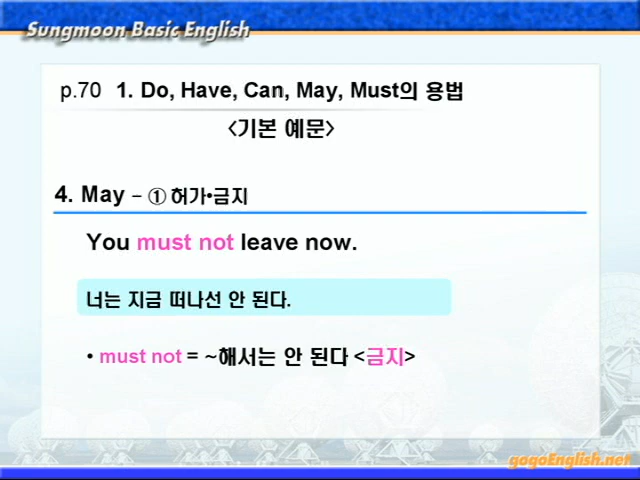 Sungmoon Basic English
p.70 1. Do, Have, Can, May, Must의 용법
<기본 예문>
4. May - ① 허가•금지
You must not leave now.
너는 지금 떠나선 안 된다.
• must not = ~해서는 안 된다 <금지>
gogoEnglish.net